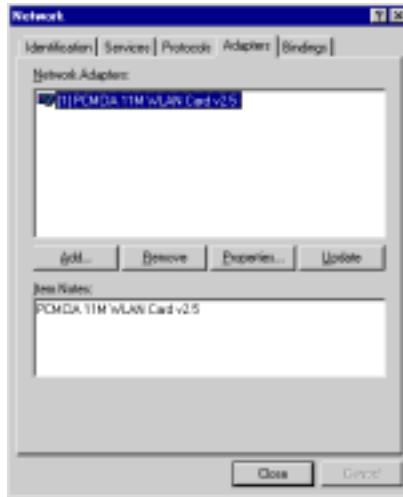 Network
Identification Services Protocols Adapters Bindings
Network Adapters:
[1] PCMCIA 11M WLAN Card v2.5
Add... Remove Properties... Update
Item Notes:
PCMCIA 11M WLAN Card v2.5
Close Cancel